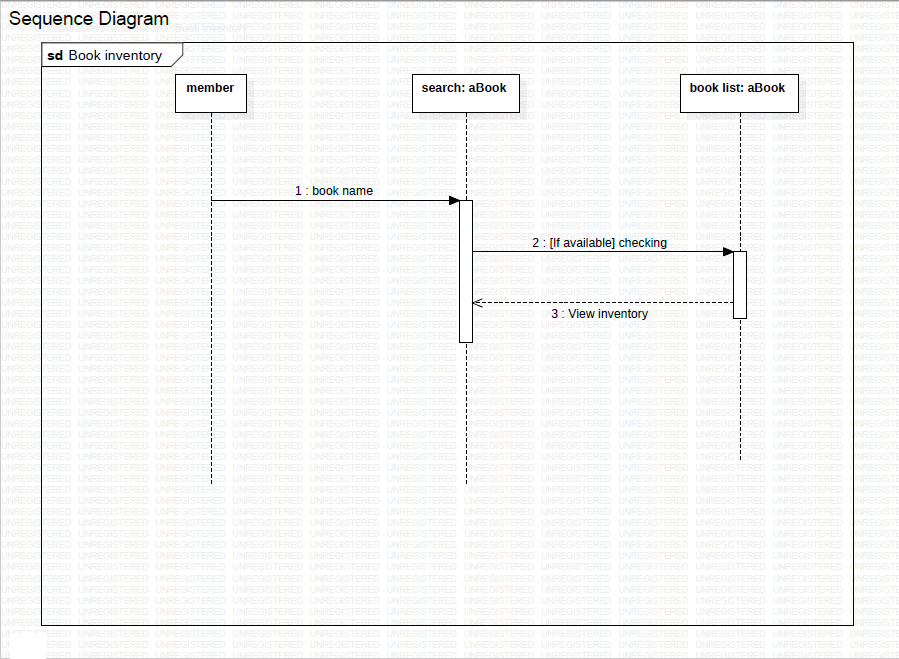 Sequence Diagram
sd Book inventory
member
search: aBook
book list: aBook
1 : book name
2 : [If available] checking
3 : View inventory
UNREGISTERED